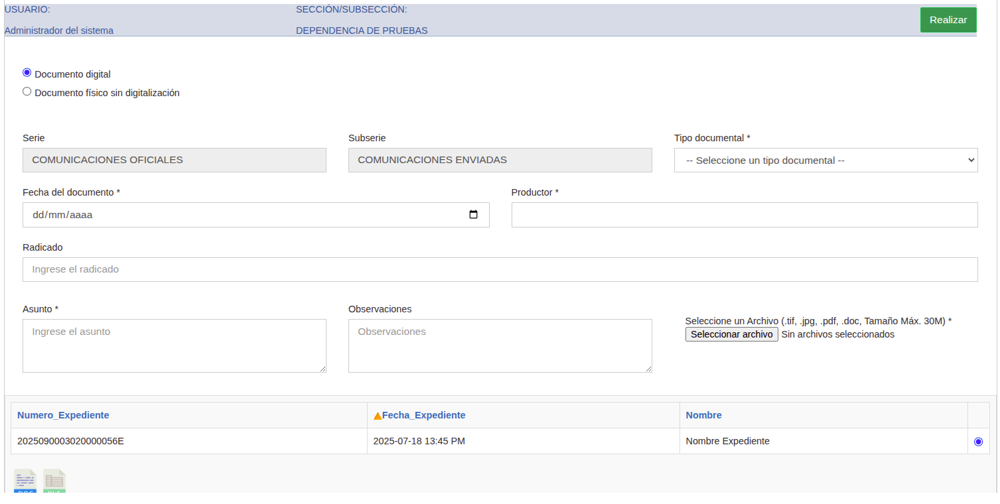 USUARIO: SECCIÓN/SUBSECCIÓN:
Realizar
Administrador del sistema DEPENDENCIA DE PRUEBAS
Documento digital
Documento físico sin digitalización
Serie Subserie Tipo documental *
COMUNICACIONES OFICIALES COMUNICACIONES ENVIADAS -- Seleccione un tipo documental --
Fecha del documento * Productor *
dd/mm/aaaa
Radicado
Ingrese el radicado
Asunto * Observaciones
Seleccione un Archivo (.tif, .jpg, .pdf, .doc, Tamaño Máx. 30M) *
Ingrese el asunto Observaciones
Seleccionar archivo Sin archivos seleccionados
Numero_Expediente Fecha_Expediente Nombre
2025090003020000056E 2025-07-18 13:45 PM Nombre Expediente